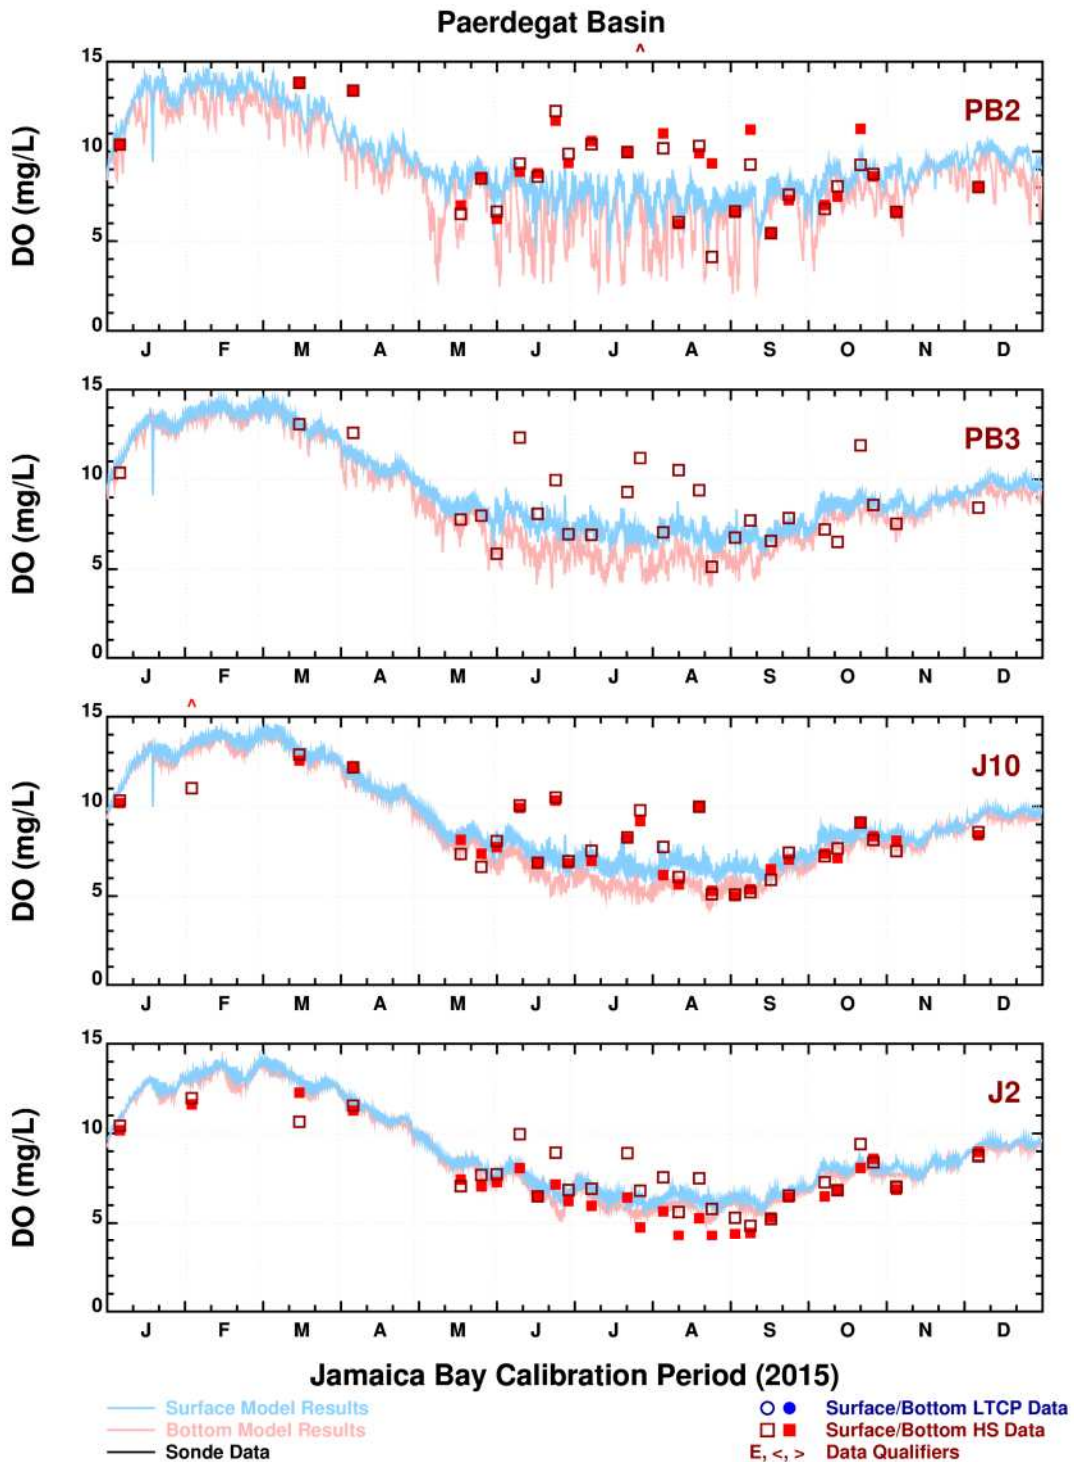 Paerdegat Basin
^
15
10
5
0
DO (mg/L)
PB2
J F M A M J J A S O N D
15
10
5
0
DO (mg/L)
PB3
J F M A M J J A S O N D
^
15
10
5
0
DO (mg/L)
J10
J F M A M J J A S O N D
15
10
5
0
DO (mg/L)
J2
J F M A M J J A S O N D
Jamaica Bay Calibration Period (2015)
Surface Model Results
Bottom Model Results
Sonde Data
Surface/Bottom LTCP Data
Surface/Bottom HS Data
E, <, > Data Qualifiers